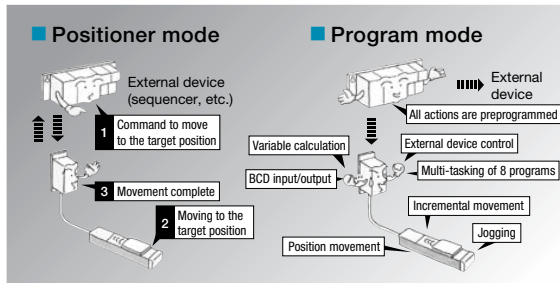 Positioner mode
External device
(sequencer, etc.)
1 Command to move
to the target position
3 Movement complete
2 Moving to the
target position
Program mode
External
device
All actions are preprogrammed
Variable calculation
External device control
BCD input/output
Multi-tasking of 8 programs
Incremental movement
Position movement
Jogging